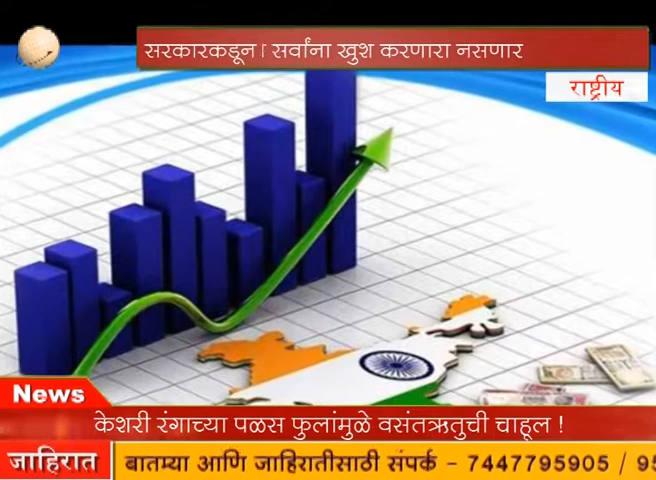 सरकारकडून। सर्वांना खुश करणारा नसणार
राष्ट्रीय
News
केशरी रंगाच्या पळस फुलांमुळे वसंतऋतुची चाहूल !
जाहिरात
बातम्या आणि जाहिरातीसाठी संपर्क - 7447795905 / 95